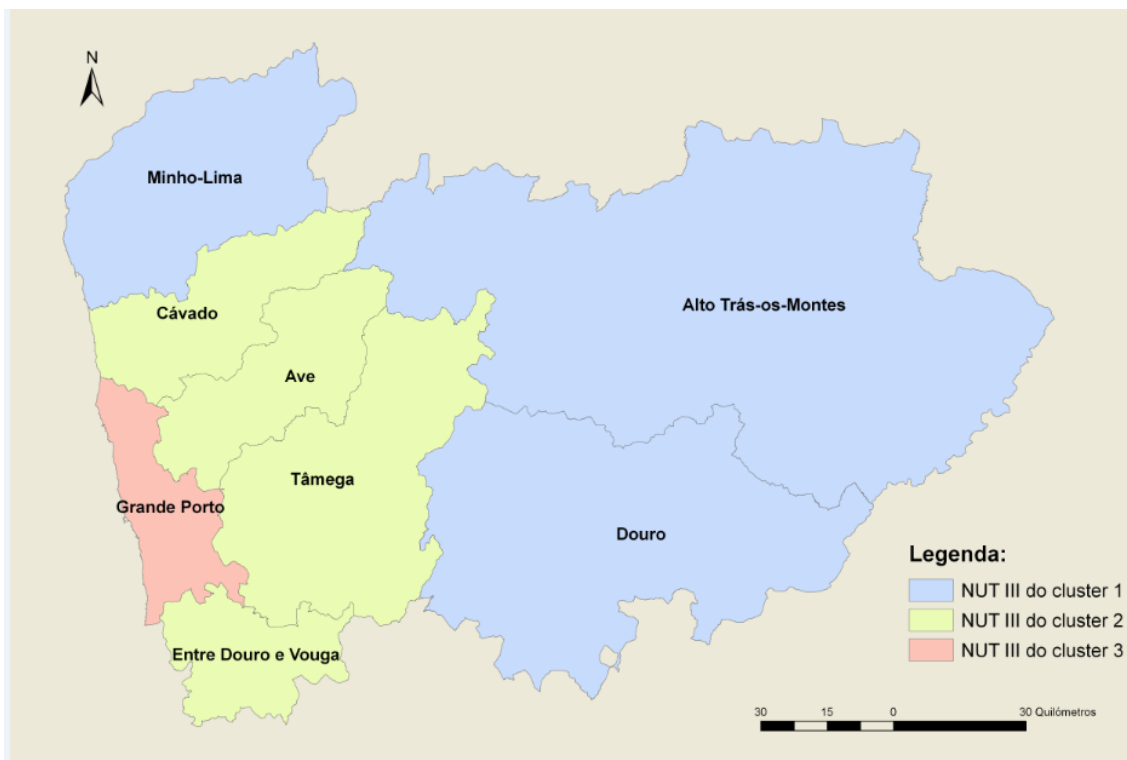 N
Minho-Lima
Cávado
Alto Trás-os-Montes
Ave
Tâmega
Grande Porto
Douro
Entre Douro e Vouga
Legenda:
NUT III do cluster 1
NUT III do cluster 2
NUT III do cluster 3
30 15 0 30 Quilómetros